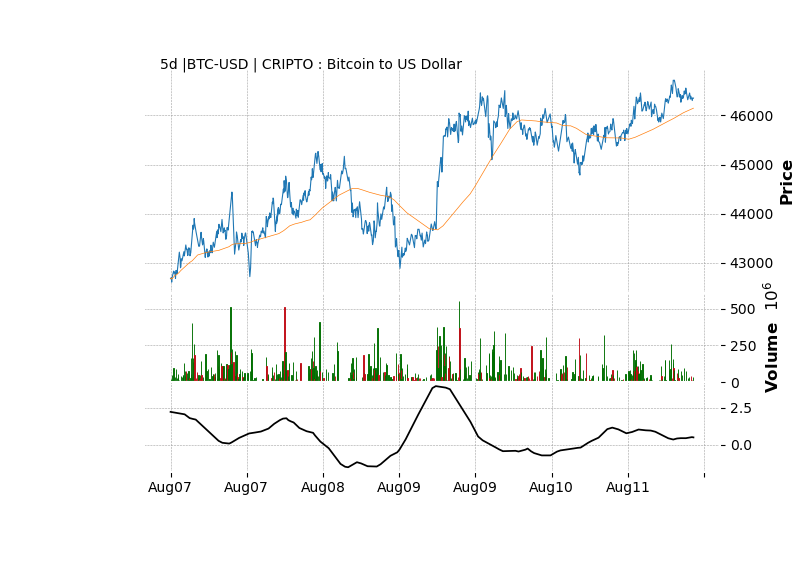 5d |BTC-USD | CRIPTO : Bitcoin to US Dollar
46000
45000
44000
43000
Price
500
250
0
Volume 10^6
2.5
0.0
Aug07 Aug07 Aug08 Aug09 Aug09 Aug10 Aug11